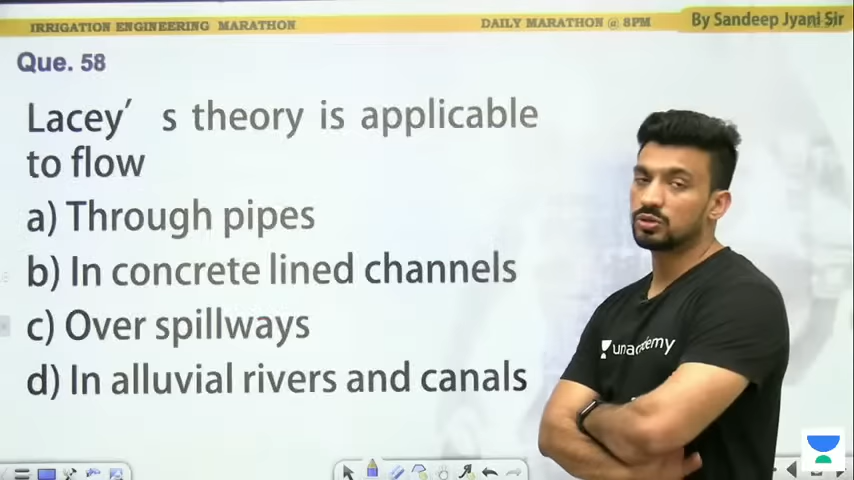 IRRIGATION ENGINEERING MARATHON
DAILY MARATHON @ 8PM
By Sandeep Jyani Sir
Que. 58
Lacey' s theory is applicable
to flow
a) Through pipes
b) In concrete lined channels
c) Over spillways
d) In alluvial rivers and canals
unacademy